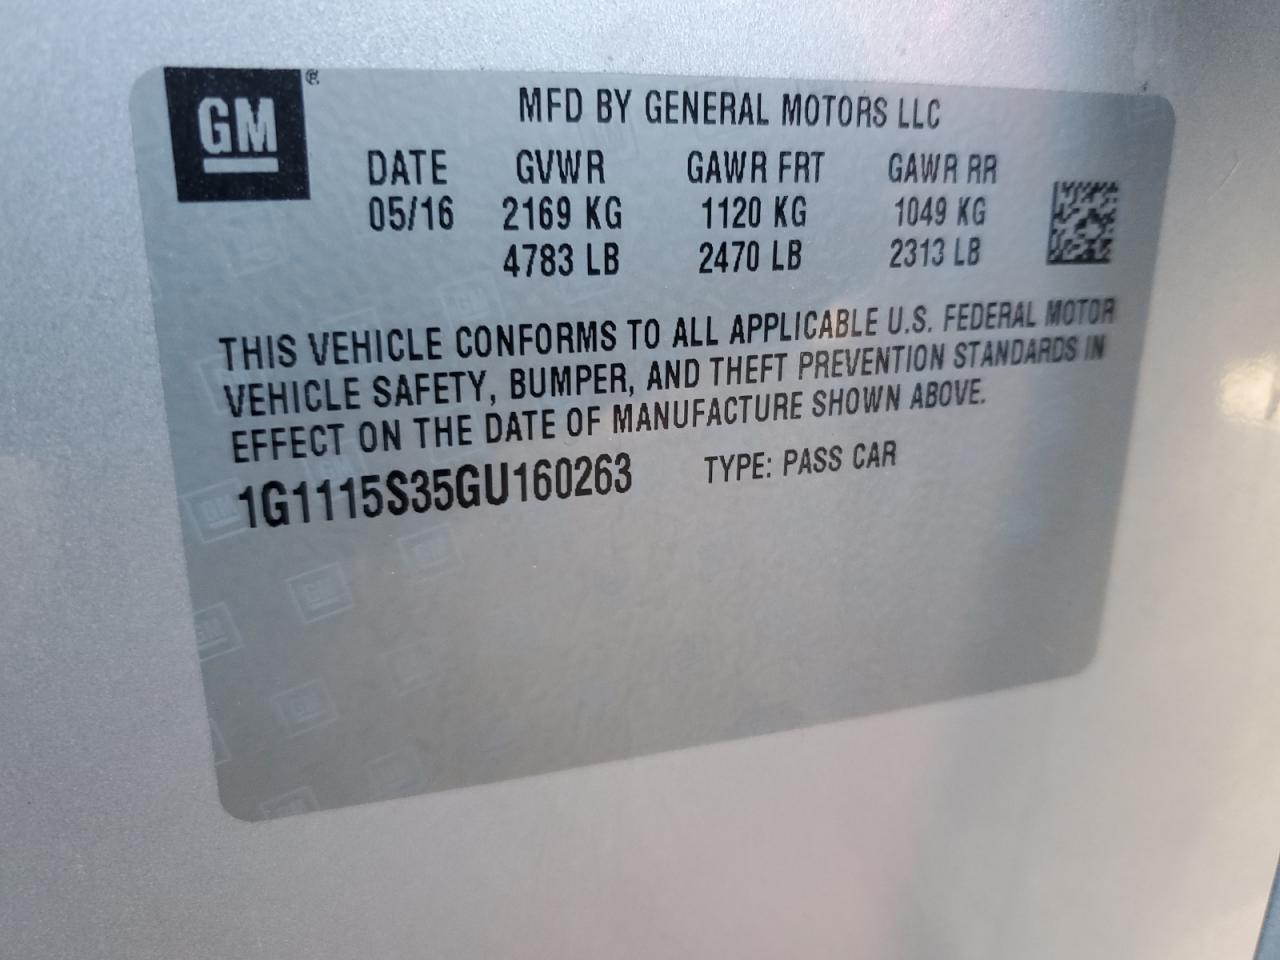 GM®
MFD BY GENERAL MOTORS LLC
DATE GVWR GAWR FRT GAWR RR
05/16 2169 KG 1120 KG 1049 KG
4783 LB 2470 LB 2313 LB
THIS VEHICLE CONFORMS TO ALL APPLICABLE U.S. FEDERAL MOTOR
VEHICLE SAFETY, BUMPER, AND THEFT PREVENTION STANDARDS IN
EFFECT ON THE DATE OF MANUFACTURE SHOWN ABOVE.
1G1115S35GU160263 TYPE: PASS CAR